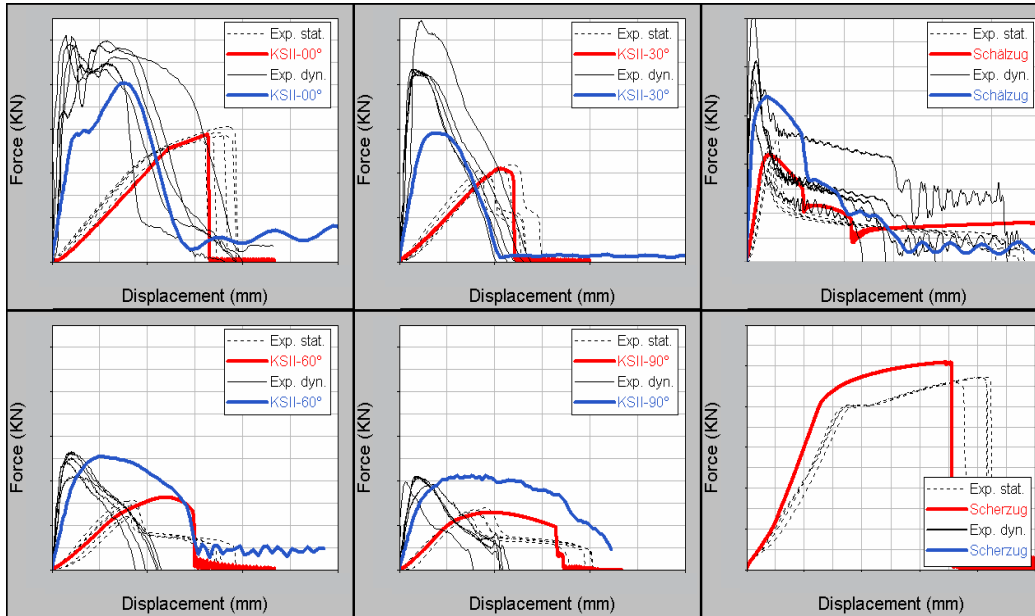 Force (KN)
Exp. stat.
KSII-00°
Exp. dyn.
KSII-00°
Displacement (mm)
Force (KN)
Exp. stat.
KSII-30°
Exp. dyn.
KSII-30°
Displacement (mm)
Force (KN)
Exp. stat.
Schälzug
Exp. dyn.
Schälzug
Displacement (mm)
Force (KN)
Exp. stat.
KSII-60°
Exp. dyn.
KSII-60°
Displacement (mm)
Force (KN)
Exp. stat.
KSII-90°
Exp. dyn.
KSII-90°
Displacement (mm)
Force (KN)
Exp. stat.
Scherzug
Exp. dyn.
Scherzug
Displacement (mm)